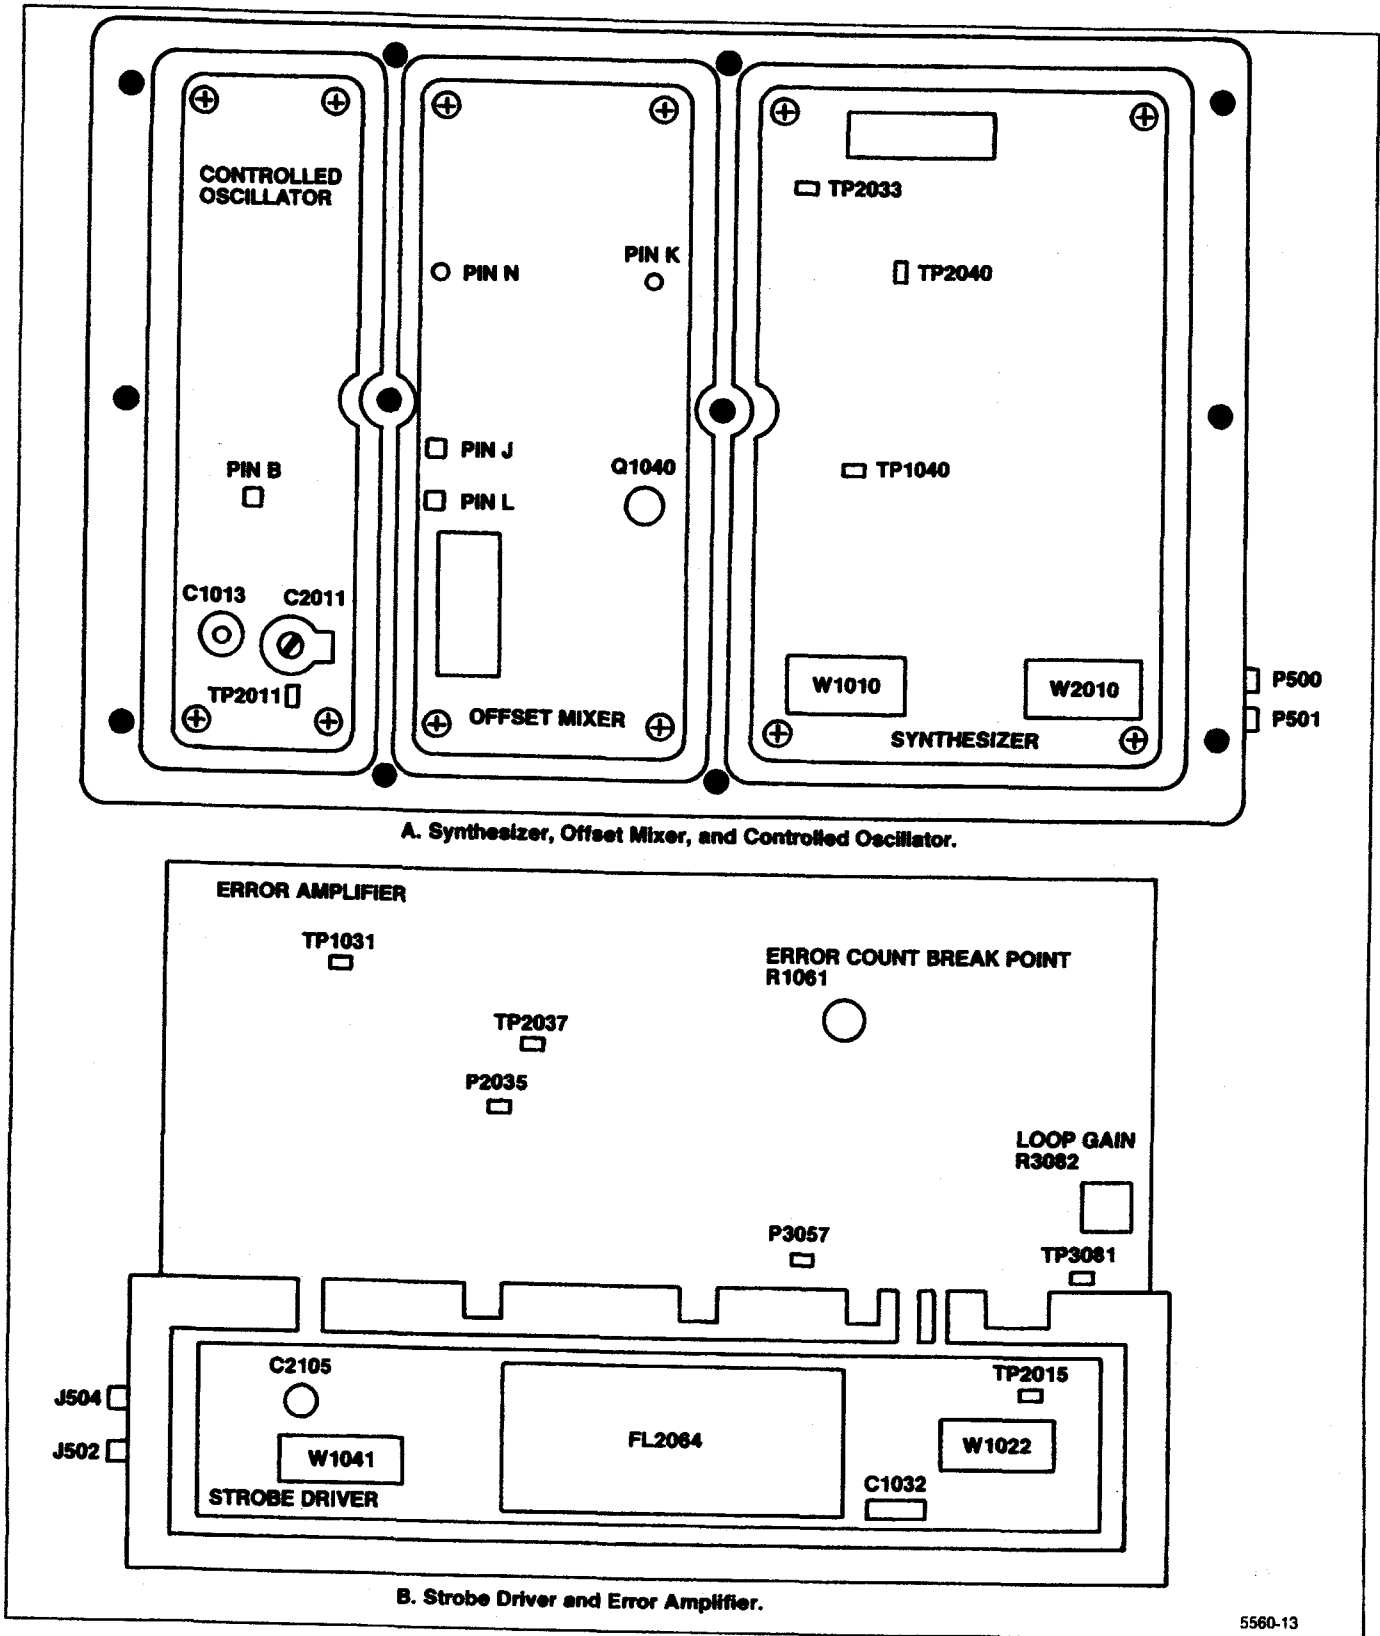 CONTROLLED
OSCILLATOR
TP2033
PIN N
PIN K
TP2040
PIN J
Q1040
PIN B
PIN L
TP1040
C1013
C2011
TP2011
OFFSET MIXER
W1010
W2010
SYNTHESIZER
P500
P501
A. Synthesizer, Offset Mixer, and Controlled Oscillator.
ERROR AMPLIFIER
TP1031
ERROR COUNT BREAK POINT
R1061
TP2037
P2035
LOOP GAIN
R3082
P3057
TP3081
C2105
TP2015
J504
J502
W1041
FL2064
W1022
C1032
STROBE DRIVER
B. Strobe Driver and Error Amplifier.
5560-13